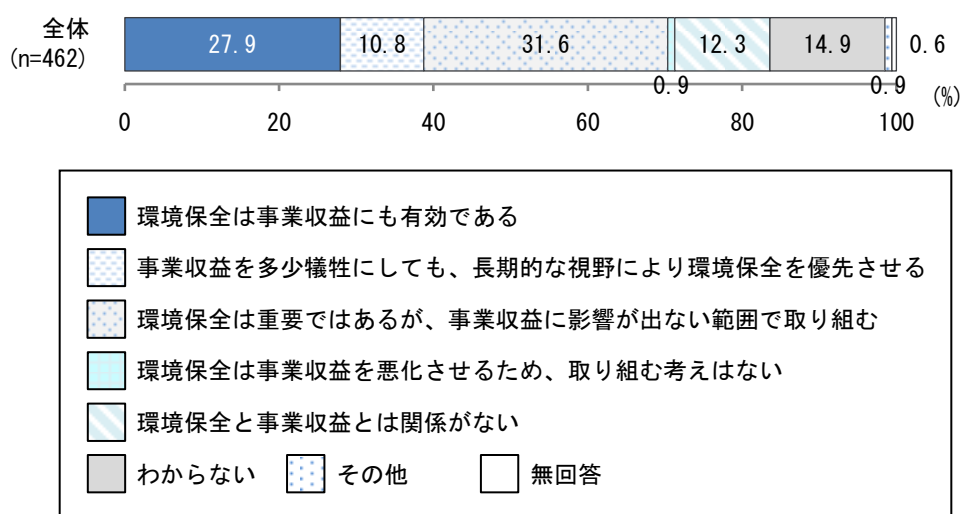 全体
(n=462)
27.9 10.8 31.6 0.9 12.3 14.9 0.9 0.6
(%)
0 20 40 60 80 100
環境保全は事業収益にも有効である
事業収益を多少犠牲にしても、長期的な視野により環境保全を優先させる
環境保全は重要ではあるが、事業収益に影響が出ない範囲で取り組む
環境保全は事業収益を悪化させるため、取り組む考えはない
環境保全と事業収益とは関係がない
わからない その他 無回答